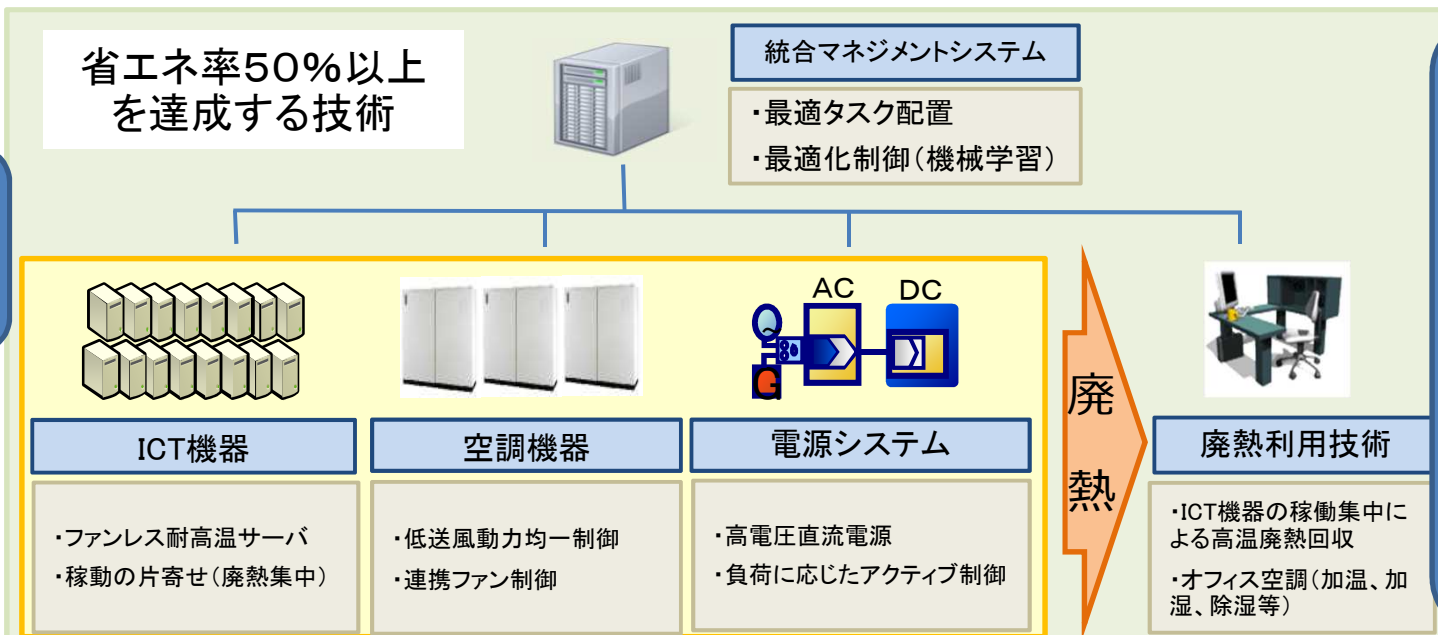 省エネ率50%以上
を達成する技術
統合マネジメントシステム
・最適タスク配置
・最適化制御(機械学習)
AC DC
G
ICT機器
・ファンレス耐高温サーバ
・稼動の片寄せ(廃熱集中)
空調機器
・低送風動力均一制御
・連携ファン制御
電源システム
・高電圧直流電源
・負荷に応じたアクティブ制御
廃
熱
廃熱利用技術
・ICT機器の稼働集中に
よる高温廃熱回収
・オフィス空調(加温、加
湿、除湿等)